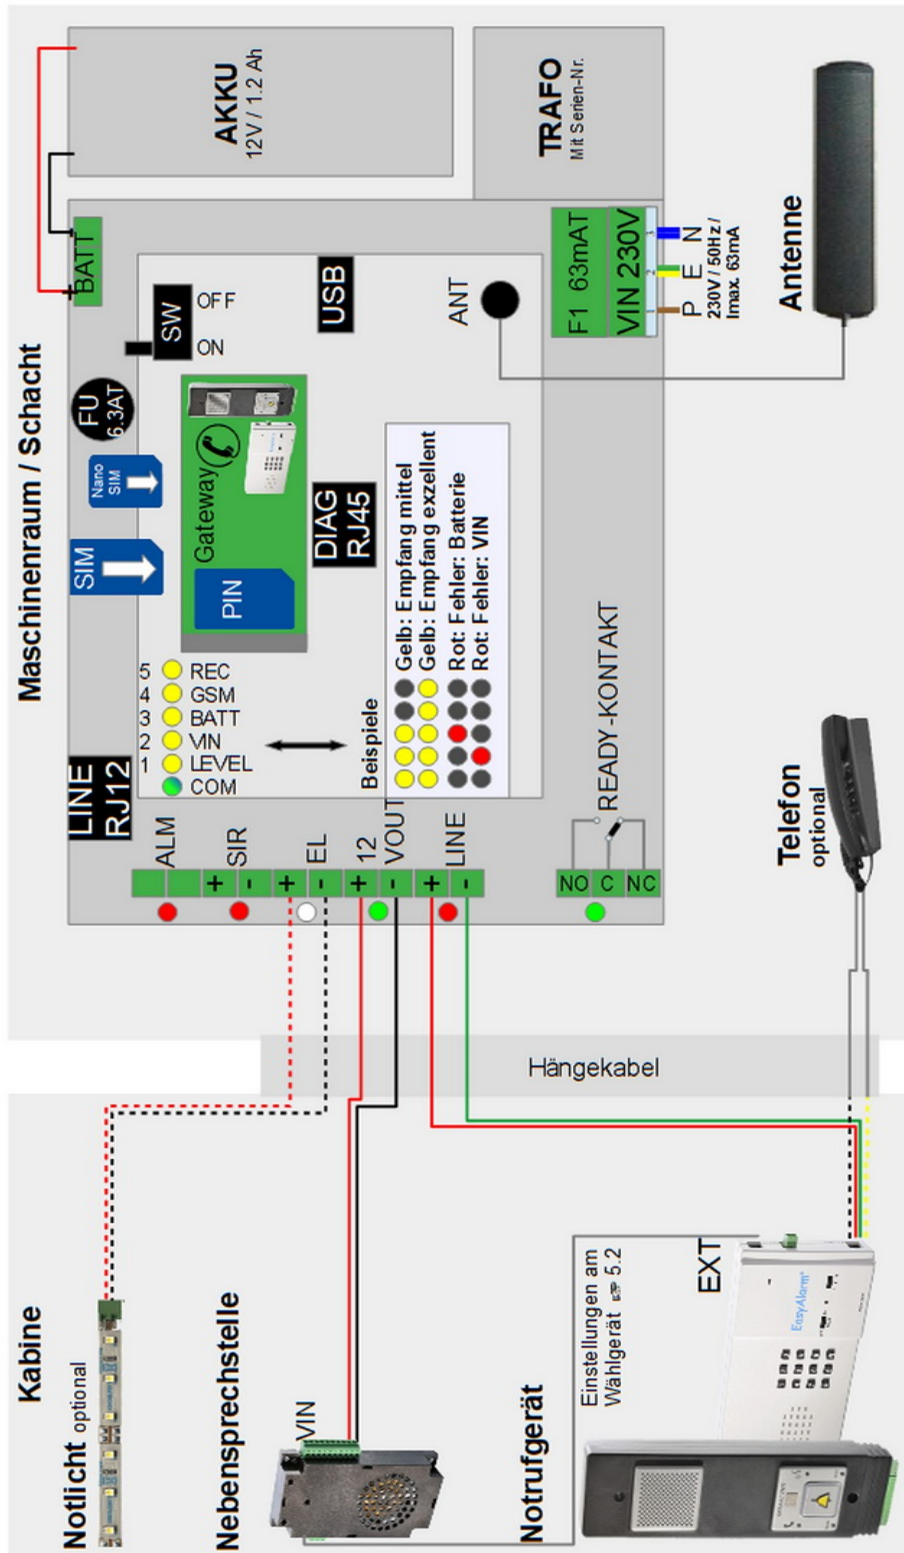 Maschinenraum / Schacht
AKKU
12V / 1.2 Ah
TRAFO
Mit Serien-Nr.
+
BATT
-
FU
6.3AT
Nano
SIM
SIM
LINE
RJ12
SW
OFF
ON
USB
ANT
F1 63mAT
VIN 230V
1 2 3
P E N
230V / 50Hz /
Imax. 63mA
Antenne
Gateway
PIN
DIAG
RJ45
5 REC
4 GSM
3 BATT
2 VIN
1 LEVEL
COM
Beispiele
Gelb: Empfang mittel
Gelb: Empfang exzellent
Rot: Fehler: Batterie
Rot: Fehler: VIN
ALM
+ SIR
-
+ EL
-
+ 12
- VOUT
+ LINE
-
READY-KONTAKT
NO C NC
Telefon
optional
Hängekabel
Kabine
Notlicht optional
Nebensprechstelle
VIN
Notrufgerät
Einstellungen am
Wählgerät ☞ 5.2
EXT
EasyAlarm